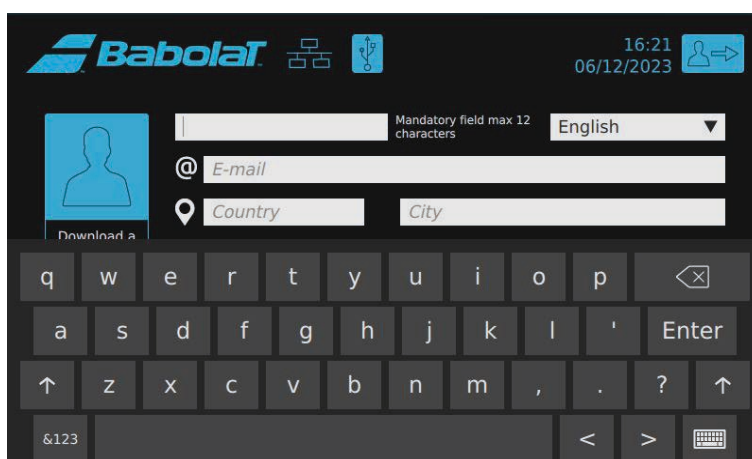 BabolaT
16:21
06/12/2023
Mandatory field max 12
characters
English
@ E-mail
Country City
Download a
q w e r t y u i o p
a s d f g h j k l ' Enter
z x c v b n m , . ?
&123 < >